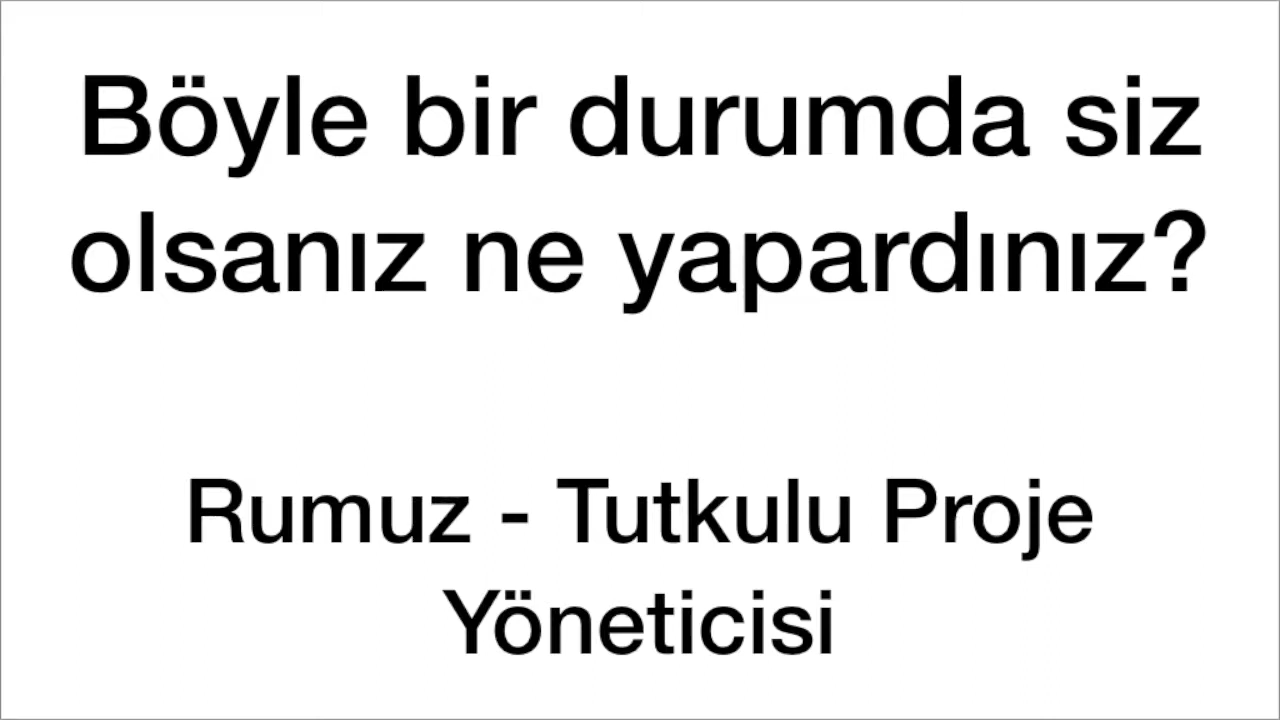 Böyle bir durumda siz
olsanız ne yapardınız?
Rumuz - Tutkulu Proje
Yöneticisi